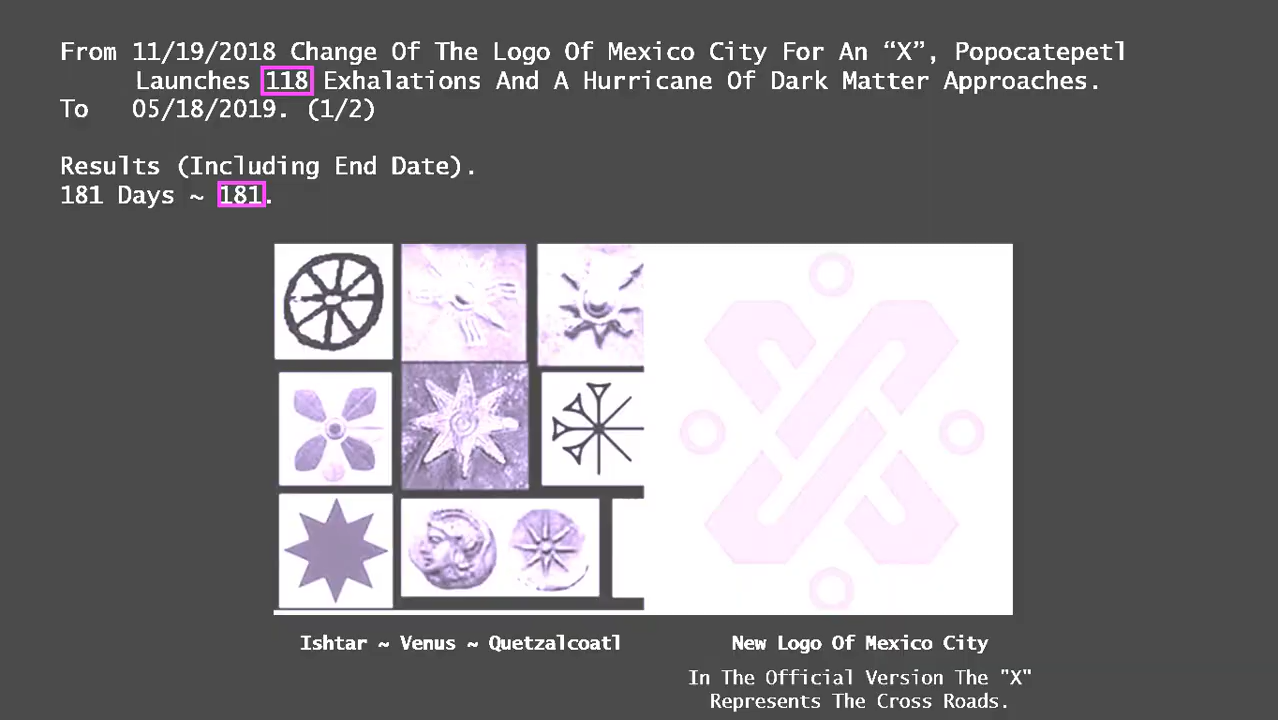 From 11/19/2018 Change Of The Logo Of Mexico City For An “X”, Popocatepetl
Launches 118 Exhalations And A Hurricane Of Dark Matter Approaches.
To 05/18/2019. (1/2)
Results (Including End Date).
181 Days ~ 181.
Ishtar ~ Venus ~ Quetzalcoatl
New Logo Of Mexico City
In The Official Version The "X"
Represents The Cross Roads.